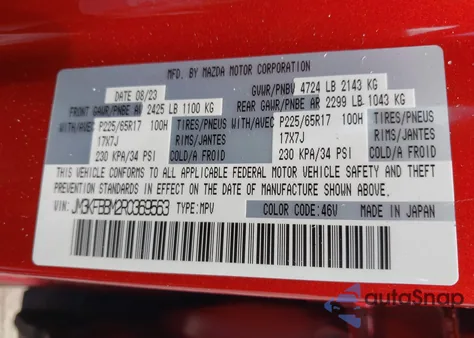 MFD. BY MAZDA MOTOR CORPORATION
DATE 08/23 GVWR/PNBV 4724 LB 2143 KG
FRONT GAWR/PNBE AV 2425 LB 1100 KG REAR GAWR/PNBE AR 2299 LB 1043 KG
WITH/AVEC P225/65R17 100H TIRES/PNEUS WITH/AVEC P225/65R17 100H TIRES/PNEUS
17X7J RIMS/JANTES 17X7J RIMS/JANTES
230 KPA/34 PSI COLD/A FROID 230 KPA/34 PSI COLD/A FROID
THIS VEHICLE CONFORMS TO ALL APPLICABLE FEDERAL MOTOR VEHICLE SAFETY AND THEFT
PREVENTION STANDARDS IN EFFECT ON THE DATE OF MANUFACTURE SHOWN ABOVE.
VIN: JM3KFBBM2R0369563 TYPE:MPV COLOR CODE:46V MADE IN JAPAN
autoSnap